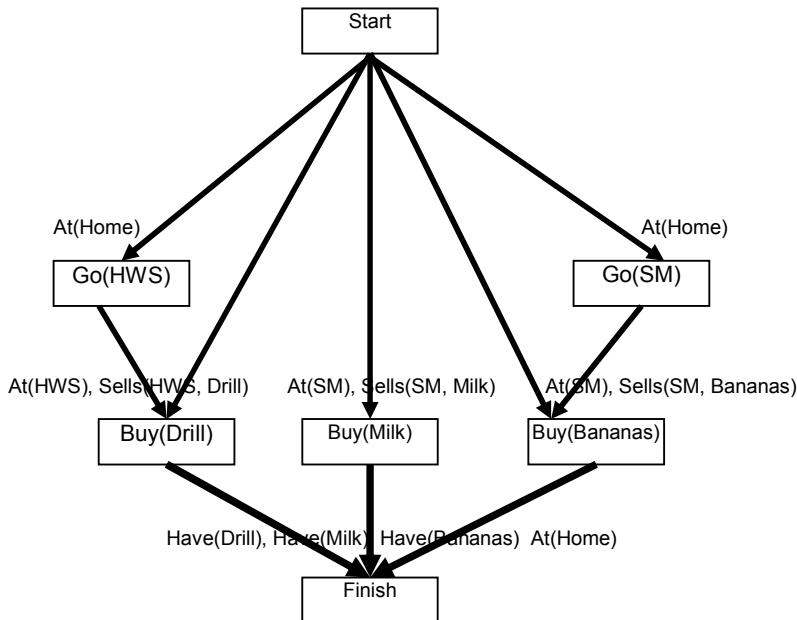 Start
At(Home)
At(Home)
Go(HWS)
Go(SM)
At(HWS), Sells(HWS, Drill)
At(SM), Sells(SM, Milk)
At(SM), Sells(SM, Bananas)
Buy(Drill)
Buy(Milk)
Buy(Bananas)
Have(Drill), Have(Milk) Have(Bananas) At(Home)
Finish